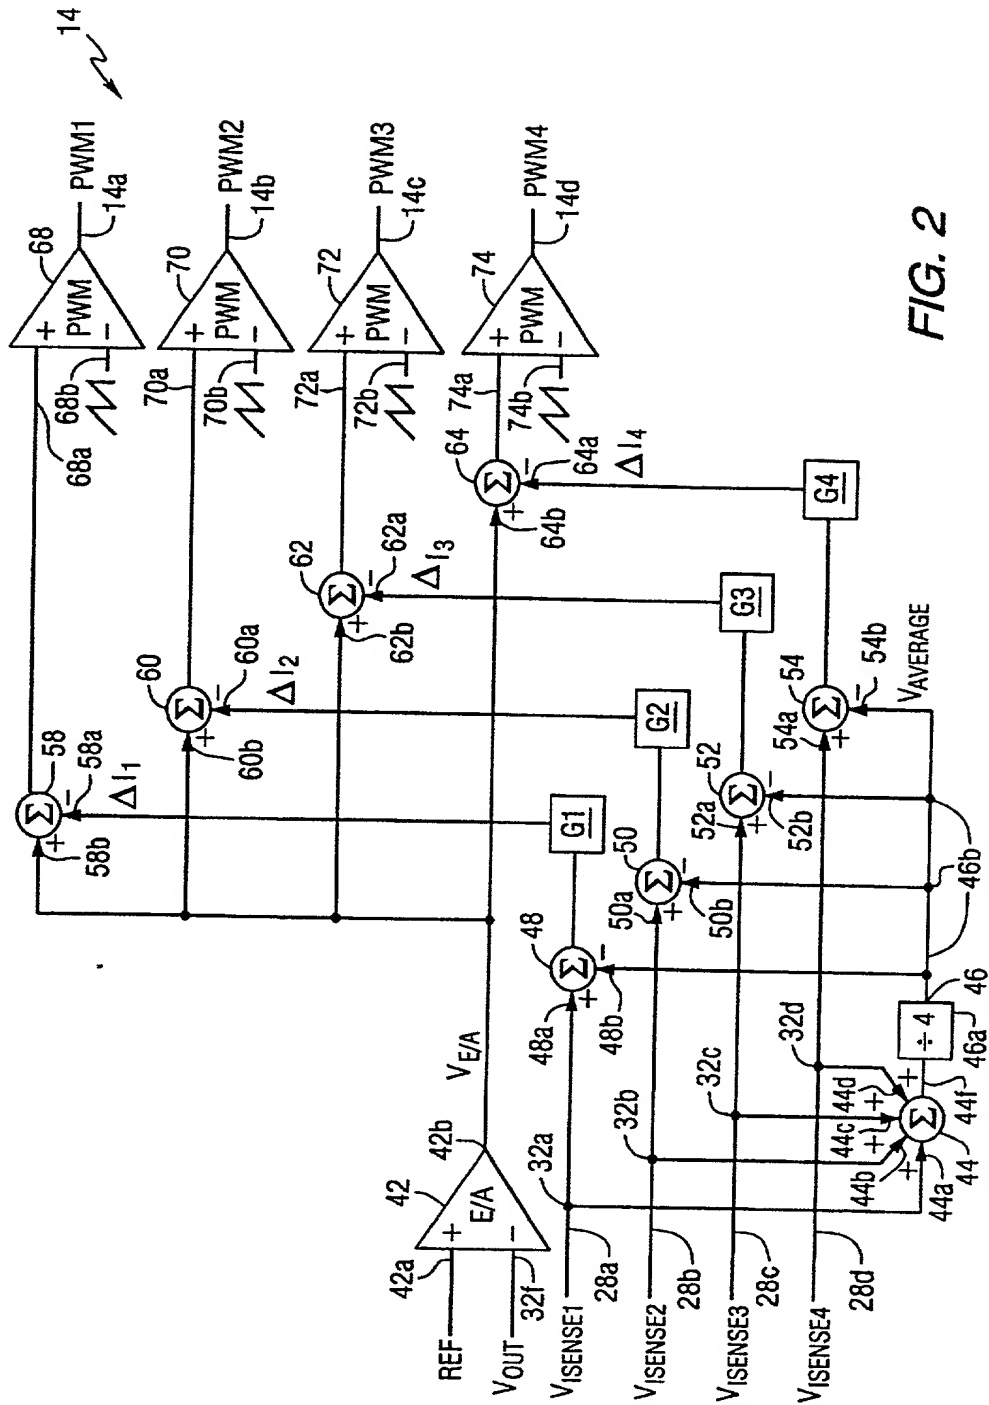 14
PWM1
14a
68
+
PWM
−
68a
68b
PWM2
14b
70
+
PWM
−
70a
70b
PWM3
14c
72
+
PWM
−
72a
72b
PWM4
14d
74
+
PWM
−
74a
74b
58
Σ
−
58a
+
58b
ΔI1
60
Σ
−
60a
+
60b
ΔI2
62
Σ
−
62a
+
62b
ΔI3
64
Σ
−
64a
+
64b
ΔI4
G1
G2
G3
G4
48
Σ
48a
+
−
48b
50
Σ
50a
+
−
50b
52
Σ
52a
+
−
52b
54
Σ
54a
+
−
54b
VAVERAGE
46b
46
÷4
46a
44f
44
Σ
+
44a
+
44b
+
44c
+
44d
32a
32b
32c
32d
VE/A
42b
42
E/A
+
−
42a
32f
REF
VOUT
VISENSE1
28a
VISENSE2
28b
VISENSE3
28c
VISENSE4
28d
FIG. 2